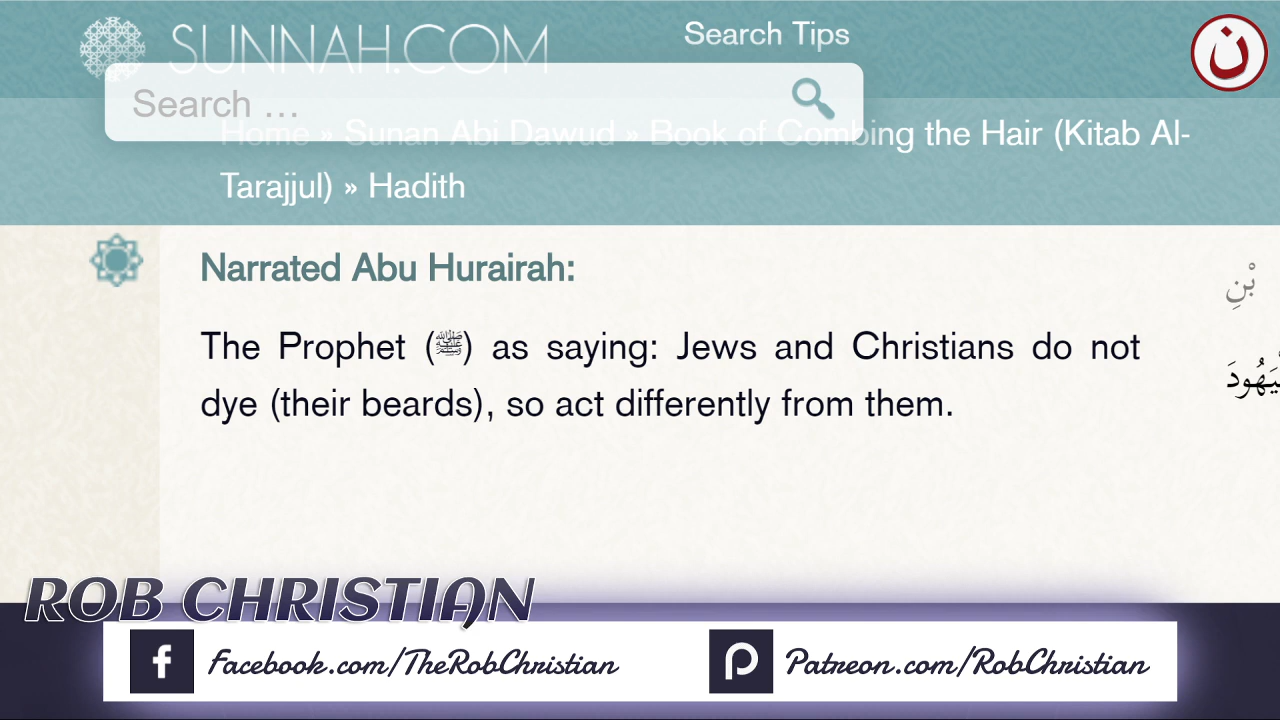 SUNNAH.COM
Search Tips
ن
Search ...
Home » Sunan Abi Dawud » Book of Combing the Hair (Kitab Al-
Tarajjul) » Hadith
Narrated Abu Hurairah:
بْنِ
The Prophet (ﷺ) as saying: Jews and Christians do not
dye (their beards), so act differently from them.
ROB CHRISTIAN
Facebook.com/TheRobChristian
Patreon.com/RobChristian